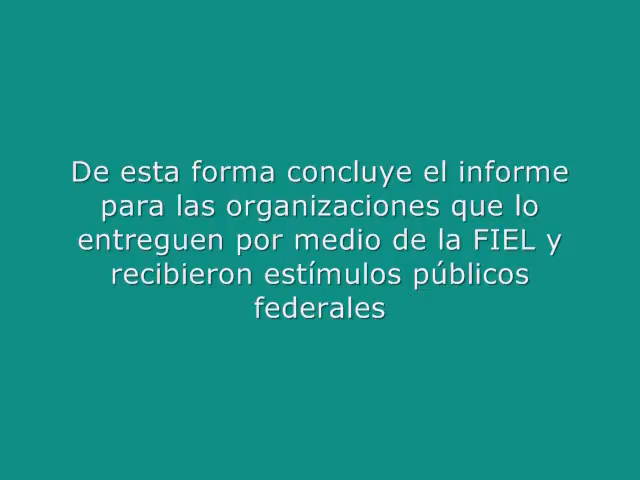 De esta forma concluye el informe
para las organizaciones que lo
entreguen por medio de la FIEL y
recibieron estímulos públicos
federales